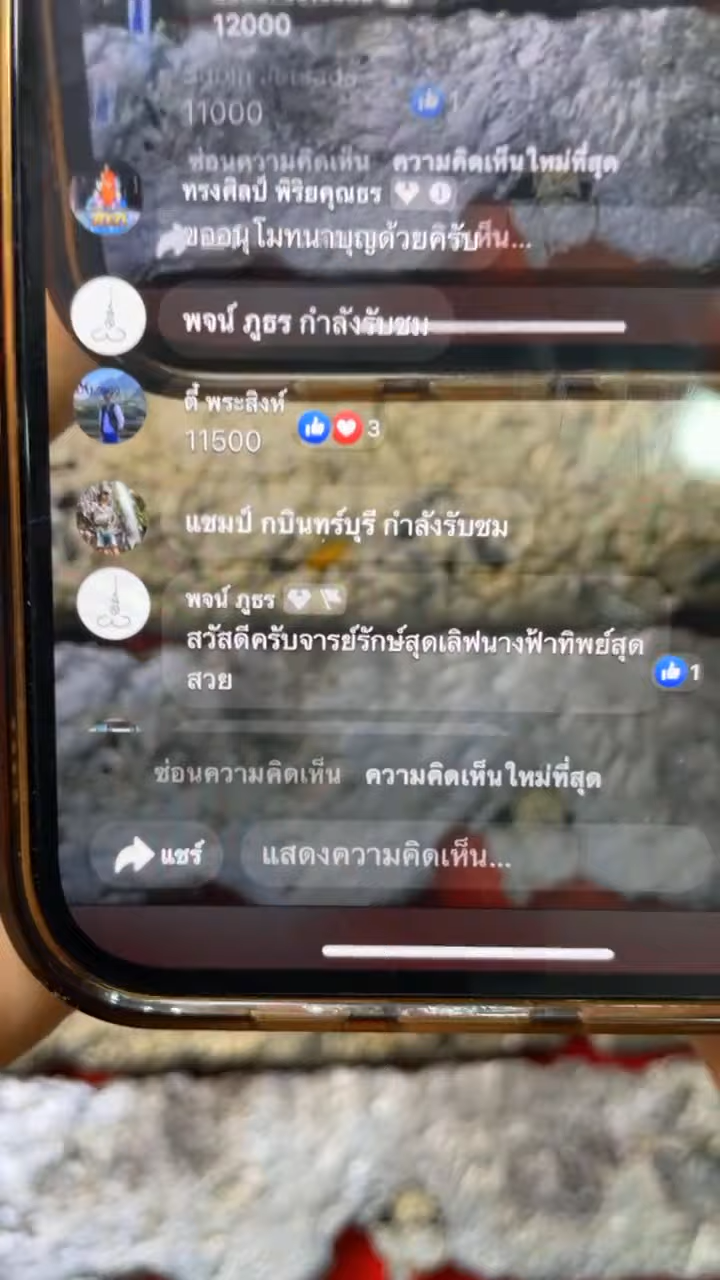 12000
11000
1
ซ่อนความคิดเห็น ความคิดเห็นใหม่ที่สุด
ทรงศิลป์ พิริยคุณธร
ขออนุโมทนาบุญด้วยคิรับ
พจน์ ภูธร กำลังรับชม
ตี๋ พระสิงห์
11500
3
แชมป์ กบินทร์บุรี กำลังรับชม
พจน์ ภูธร
สวัสดีครับจารย์รักษ์สุดเลิฟนางฟ้าทิพย์สุด
สวย
1
ซ่อนความคิดเห็น ความคิดเห็นใหม่ที่สุด
แชร์ แสดงความคิดเห็น...